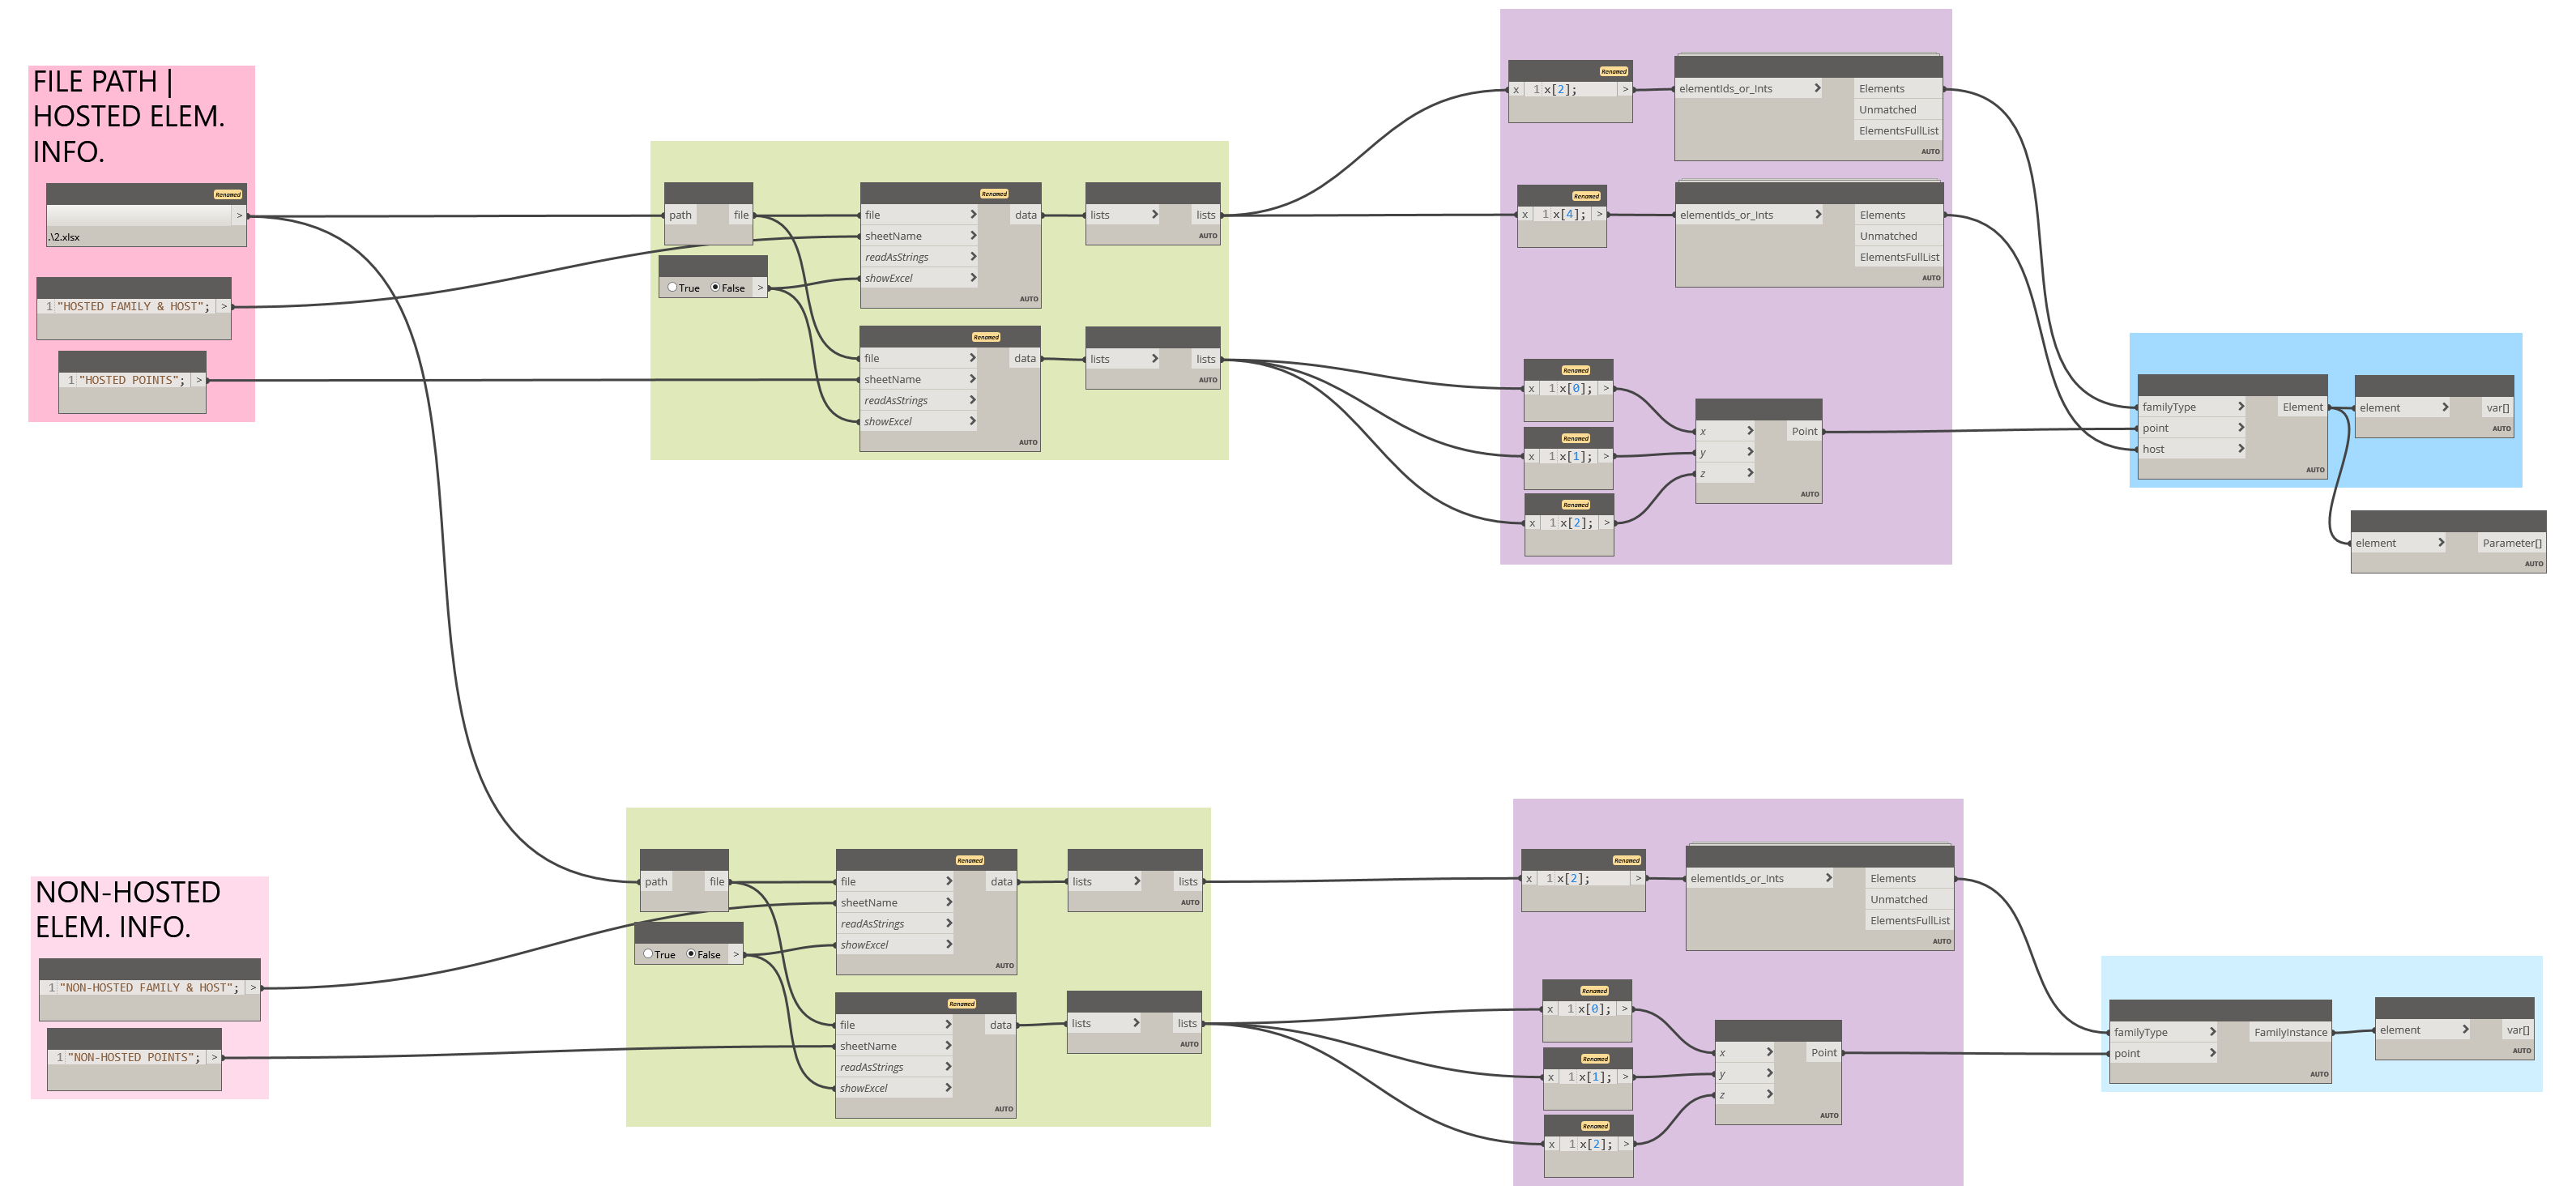 FILE PATH |
HOSTED ELEM.
INFO.
Renamed
>
.\2.xlsx
1 "HOSTED FAMILY & HOST"; >
1 "HOSTED POINTS"; >
path file
True False >
Renamed
file > data
sheetName >
readAsStrings >
showExcel >
AUTO
lists > lists
AUTO
Renamed
file > data
sheetName >
readAsStrings >
showExcel >
AUTO
lists > lists
AUTO
Renamed
x 1 x[2]; >
elementIds_or_Ints > Elements
Unmatched
ElementsFullList
AUTO
Renamed
x 1 x[4]; >
elementIds_or_Ints > Elements
Unmatched
ElementsFullList
AUTO
Renamed
x 1 x[0]; >
Renamed
x 1 x[1]; >
Renamed
x 1 x[2]; >
x > Point
y >
z >
AUTO
familyType > Element
point >
host >
AUTO
element > var[]
AUTO
element > Parameter[]
AUTO
NON-HOSTED
ELEM. INFO.
1 "NON-HOSTED FAMILY & HOST"; >
1 "NON-HOSTED POINTS"; >
path file
True False >
Renamed
file > data
sheetName >
readAsStrings >
showExcel >
AUTO
lists > lists
AUTO
Renamed
file > data
sheetName >
readAsStrings >
showExcel >
AUTO
lists > lists
AUTO
Renamed
x 1 x[2]; >
elementIds_or_Ints > Elements
Unmatched
ElementsFullList
AUTO
Renamed
x 1 x[0]; >
Renamed
x 1 x[1]; >
Renamed
x 1 x[2]; >
x > Point
y >
z >
AUTO
familyType > FamilyInstance
point >
AUTO
element > var[]
AUTO